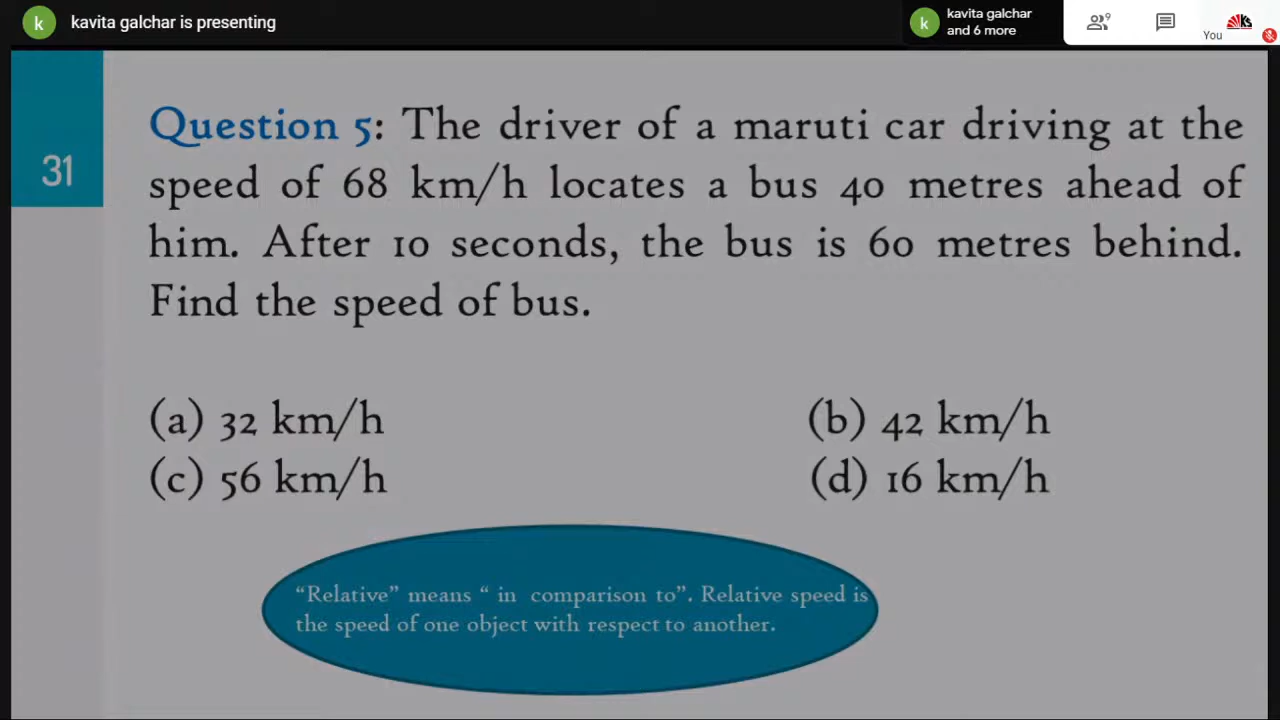 kavita galchar is presenting
kavita galchar
and 6 more
9
You
31
Question 5: The driver of a maruti car driving at the
speed of 68 km/h locates a bus 40 metres ahead of
him. After 10 seconds, the bus is 60 metres behind.
Find the speed of bus.
(a) 32 km/h (b) 42 km/h
(c) 56 km/h (d) 16 km/h
“Relative” means “ in comparison to”. Relative speed is
the speed of one object with respect to another.